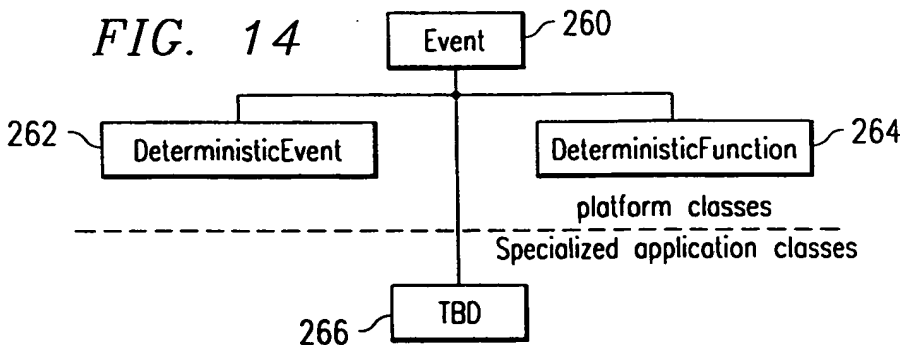 FIG. 14
Event
260
262
DeterministicEvent
DeterministicFunction
264
platform classes
Specialized application classes
TBD
266